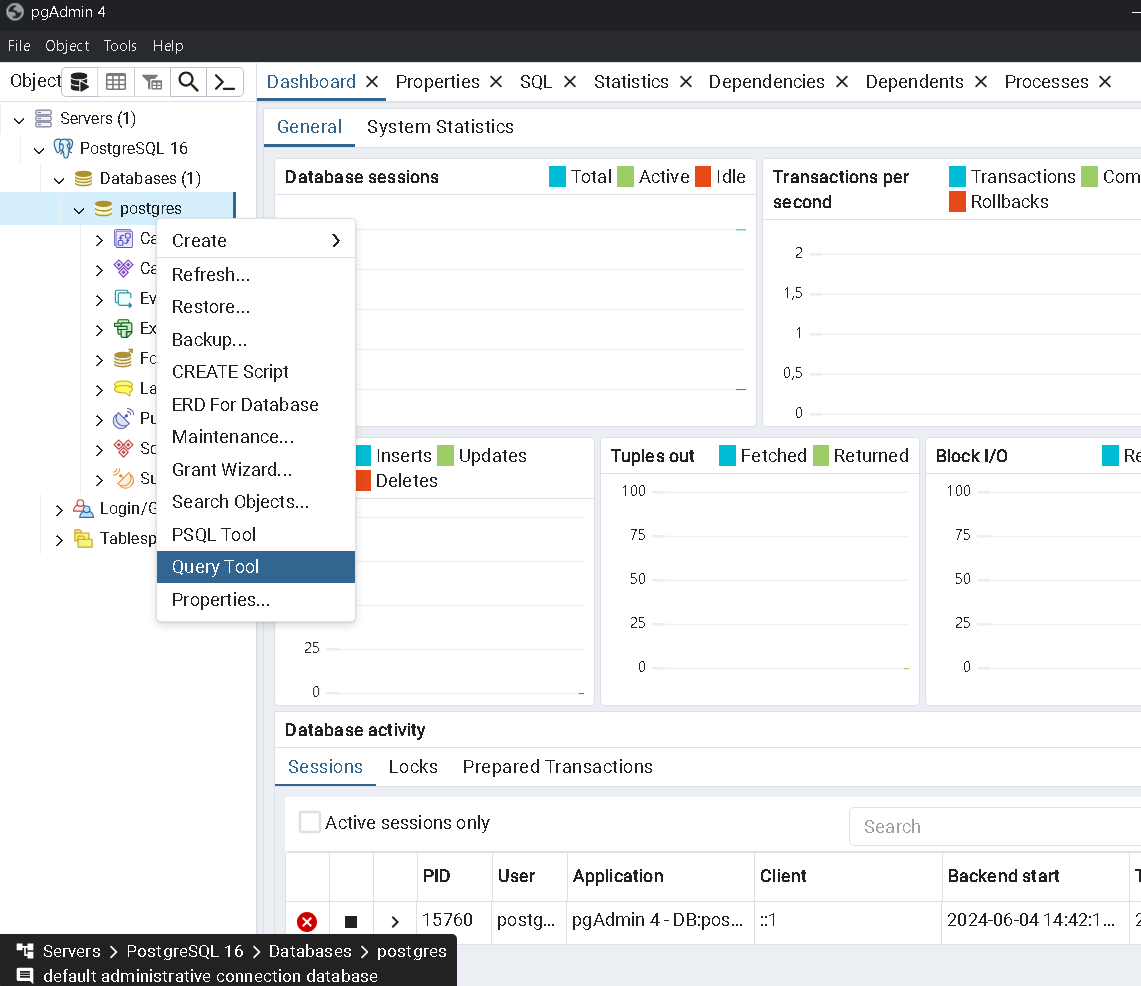 pgAdmin 4
File Object Tools Help
Object
Dashboard Properties SQL Statistics Dependencies Dependents Processes
Servers (1)
PostgreSQL 16
Databases (1)
postgres
Ca
Ca
Ev
Ex
Fo
La
Pu
Sc
Su
Login/G
Tablesp
Create
Refresh...
Restore...
Backup...
CREATE Script
ERD For Database
Maintenance...
Grant Wizard...
Search Objects...
PSQL Tool
Query Tool
Properties...
General System Statistics
Database sessions Total Active Idle
Transactions per second Transactions Com
Rollbacks
2
1,5
1
0,5
0
Inserts Updates
Deletes
25
0
Tuples out Fetched Returned
100
75
50
25
0
Block I/O Re
100
75
50
25
0
Database activity
Sessions Locks Prepared Transactions
Active sessions only Search
PID User Application Client Backend start T
15760 postg... pgAdmin 4 - DB:pos... ::1 2024-06-04 14:42:1... 2
Servers > PostgreSQL 16 > Databases > postgres
default administrative connection database